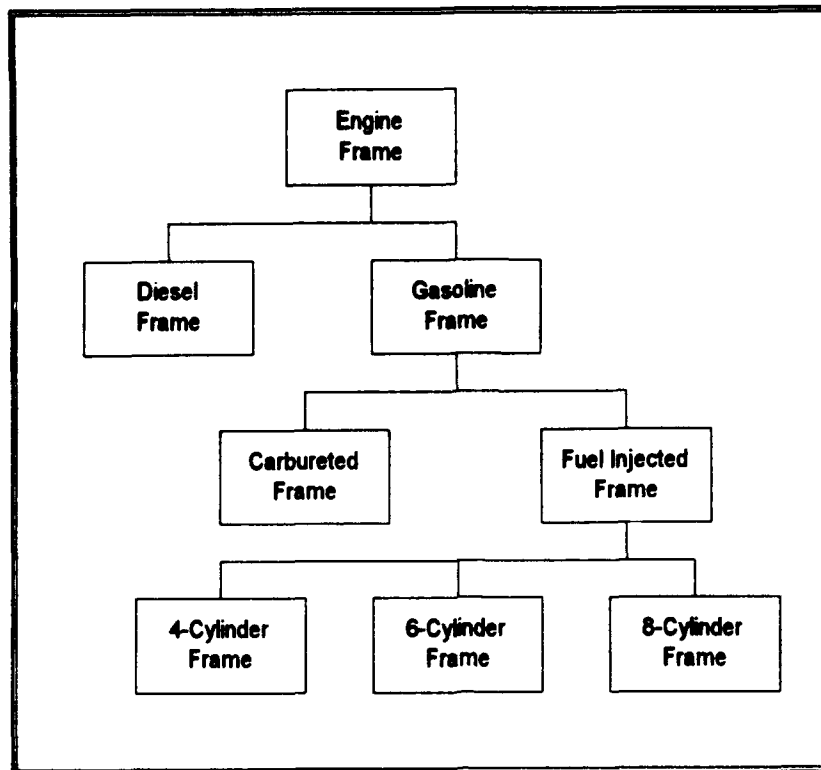 Engine
Frame
Diesel
Frame
Gasoline
Frame
Carbureted
Frame
Fuel Injected
Frame
4-Cylinder
Frame
6-Cylinder
Frame
8-Cylinder
Frame